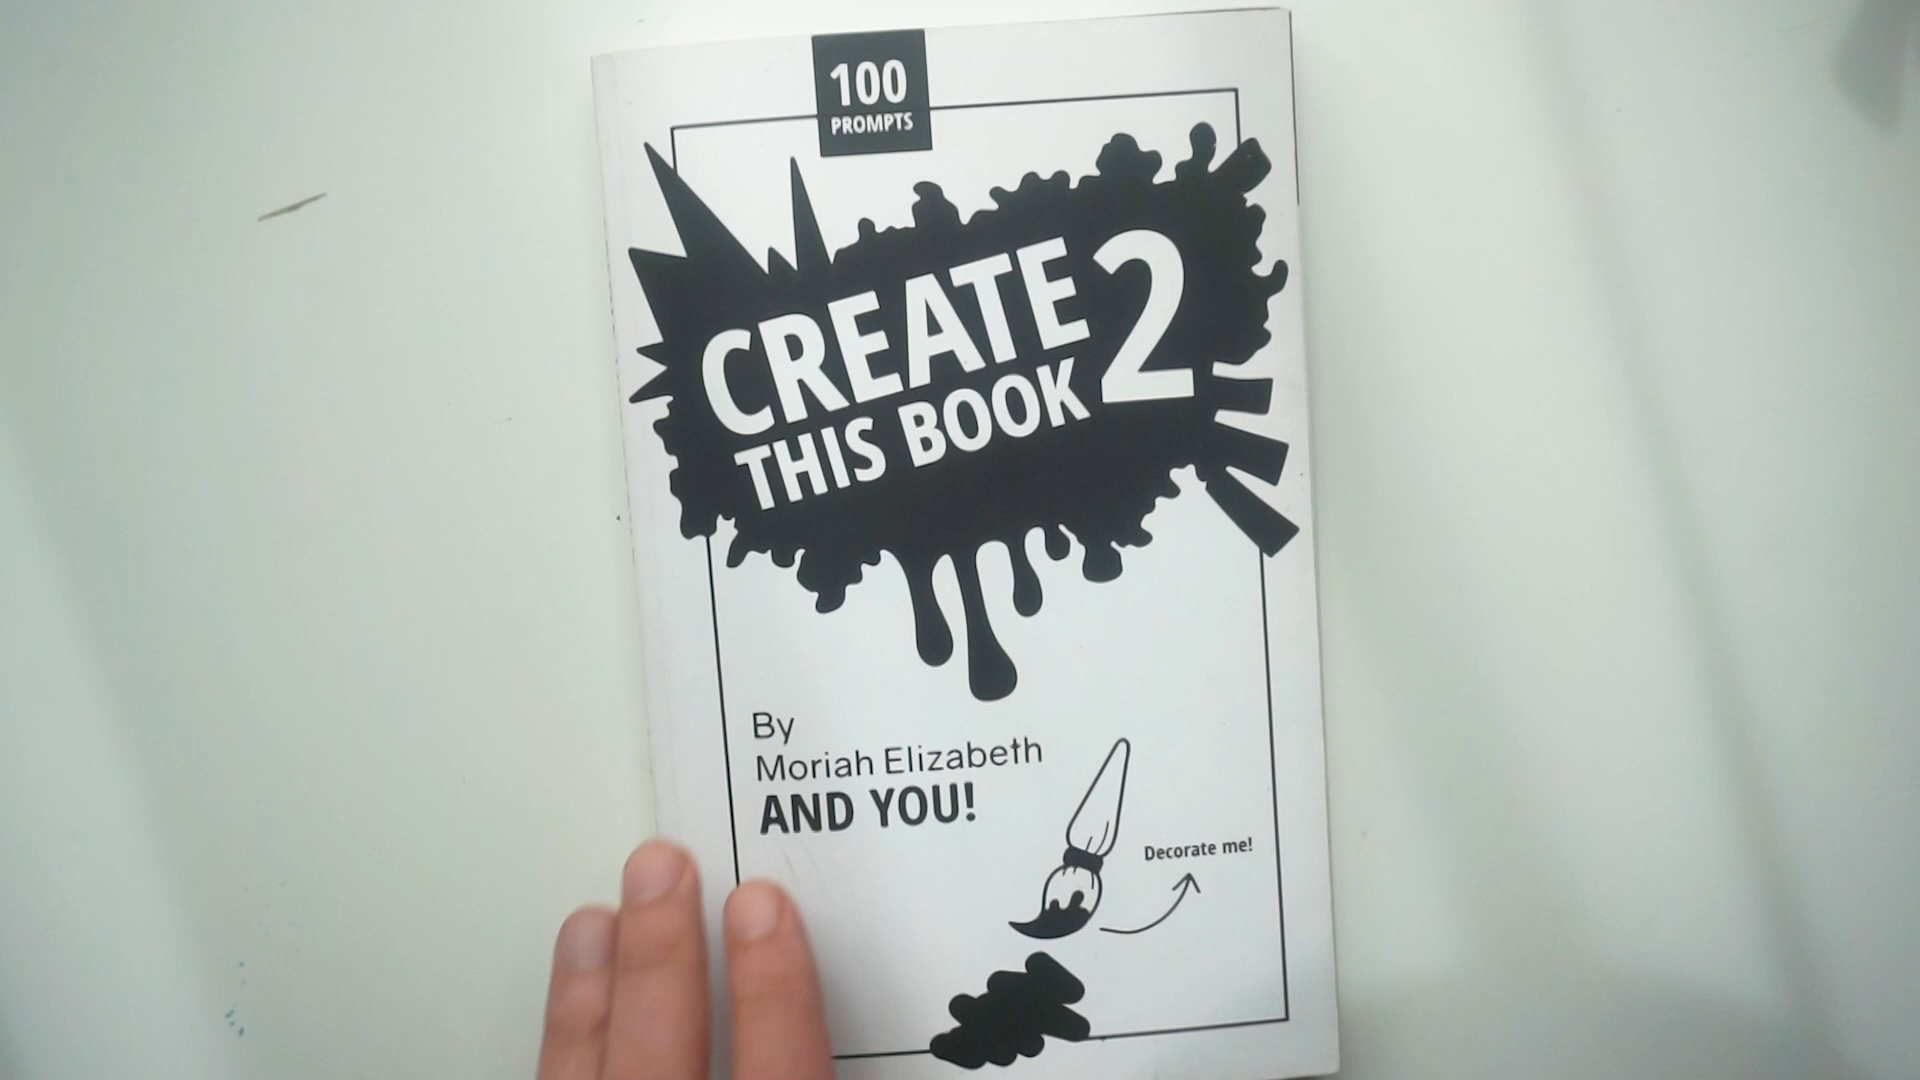 100
PROMPTS
CREATE
THIS BOOK 2
By
Moriah Elizabeth
AND YOU!
Decorate me!